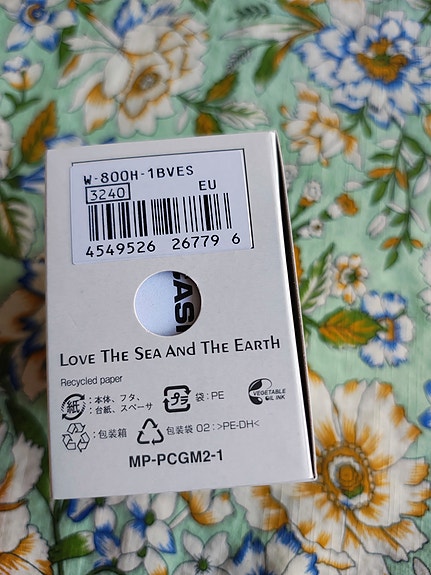 W-800H-1BVES
3240 EU
4549526 26779 6
CASI
LOVE THE SEA AND THE EARTH
Recycled paper
紙 :本体、フタ、台紙、スペーサ
プラ 袋:PE
VEGETABLE OIL INK
:包装箱
:包装袋 02:>PE-DH<
MP-PCGM2-1